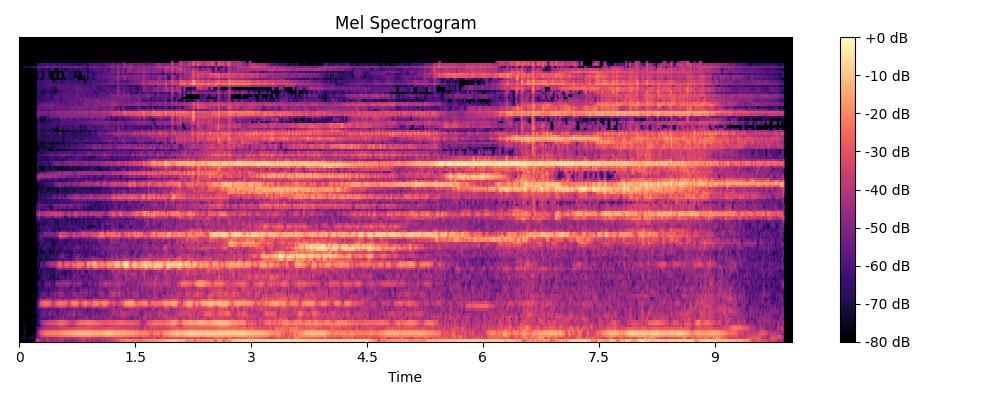 Mel Spectrogram
+0 dB
-10 dB
-20 dB
-30 dB
-40 dB
-50 dB
-60 dB
-70 dB
-80 dB
0 1.5 3 4.5 6 7.5 9
Time